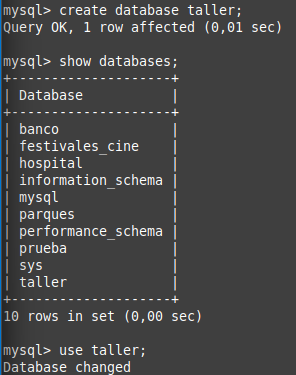 mysql> create database taller;
Query OK, 1 row affected (0,01 sec)

mysql> show databases;
+--------------------+
| Database           |
+--------------------+
| banco              |
| festivales_cine    |
| hospital           |
| information_schema |
| mysql              |
| parques            |
| performance_schema |
| prueba             |
| sys                |
| taller             |
+--------------------+
10 rows in set (0,00 sec)

mysql> use taller;
Database changed